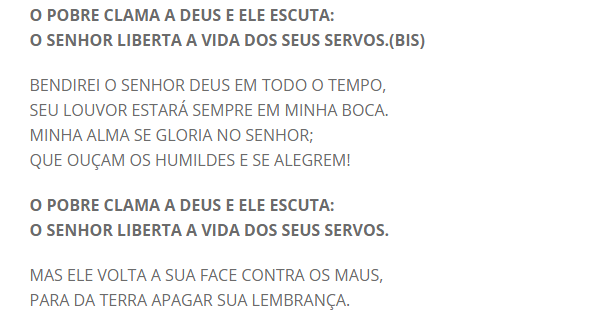 O POBRE CLAMA A DEUS E ELE ESCUTA:
O SENHOR LIBERTA A VIDA DOS SEUS SERVOS.(BIS)
BENDIREI O SENHOR DEUS EM TODO O TEMPO,
SEU LOUVOR ESTARÁ SEMPRE EM MINHA BOCA.
MINHA ALMA SE GLORIA NO SENHOR;
QUE OUÇAM OS HUMILDES E SE ALEGREM!
O POBRE CLAMA A DEUS E ELE ESCUTA:
O SENHOR LIBERTA A VIDA DOS SEUS SERVOS.
MAS ELE VOLTA A SUA FACE CONTRA OS MAUS,
PARA DA TERRA APAGAR SUA LEMBRANÇA.